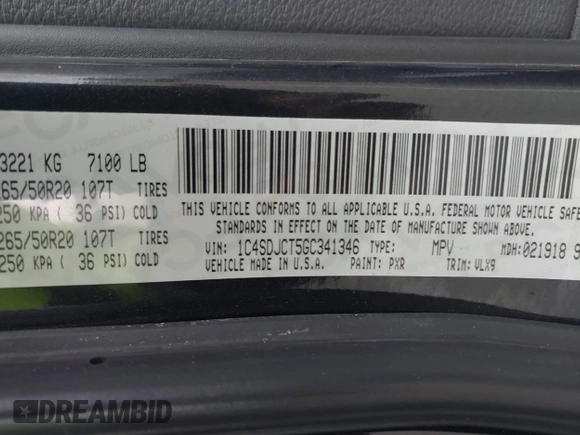 3221 KG 7100 LB
265/50R20 107T TIRES
250 KPA ( 36 PSI) COLD
265/50R20 107T TIRES
250 KPA ( 36 PSI) COLD
THIS VEHICLE CONFORMS TO ALL APPLICABLE U.S.A. FEDERAL MOTOR VEHICLE SAFE
STANDARDS IN EFFECT ON THE DATE OF MANUFACTURE SHOWN ABOVE.
VIN: 1C4SDJCT5GC341346 TYPE: MPV MDH: 021918 9
VEHICLE MADE IN U.S.A. PAINT: PXR TRIM: VLX9
DREAMBID